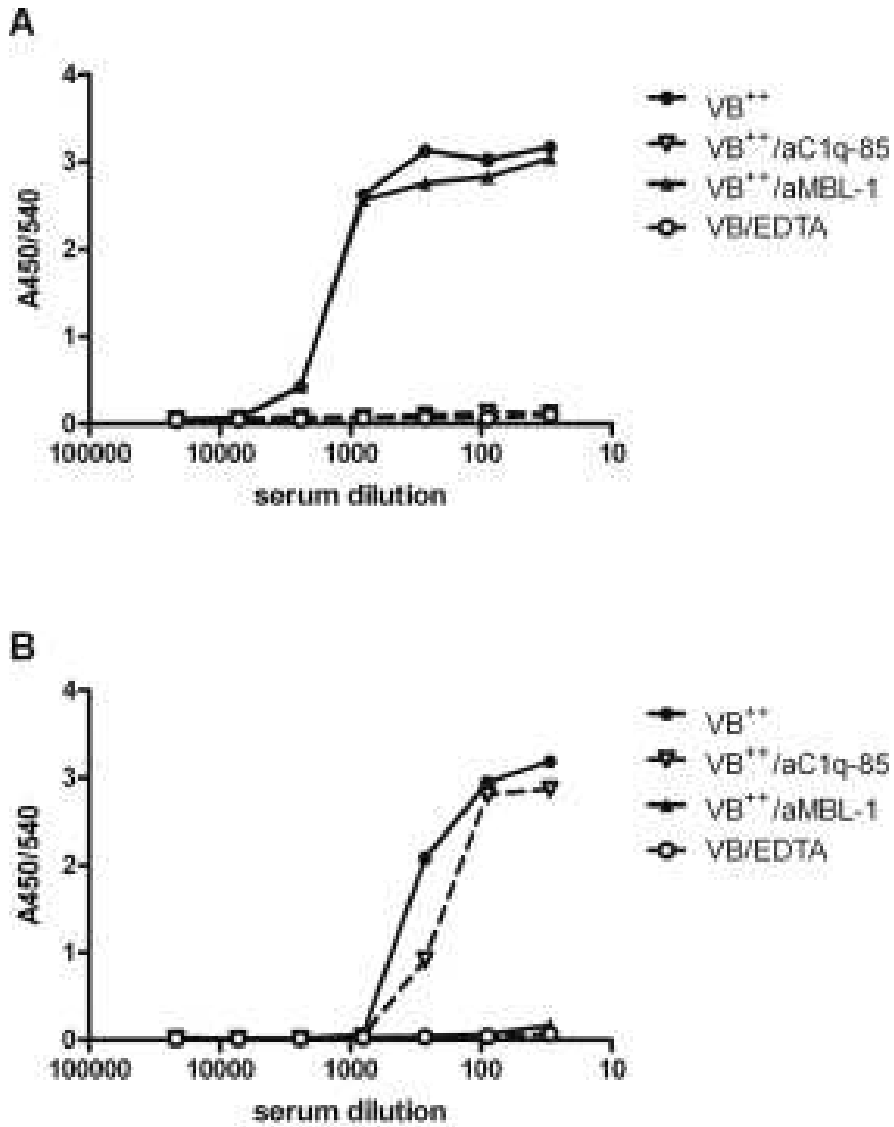 A
4
3
2
1
0
A450/540
100000 10000 1000 100 10
serum dilution
VB⁺⁺
VB⁺⁺/aC1q-85
VB⁺⁺/aMBL-1
VB/EDTA
B
4
3
2
1
0
A450/540
100000 10000 1000 100 10
serum dilution
VB⁺⁺
VB⁺⁺/aC1q-85
VB⁺⁺/aMBL-1
VB/EDTA